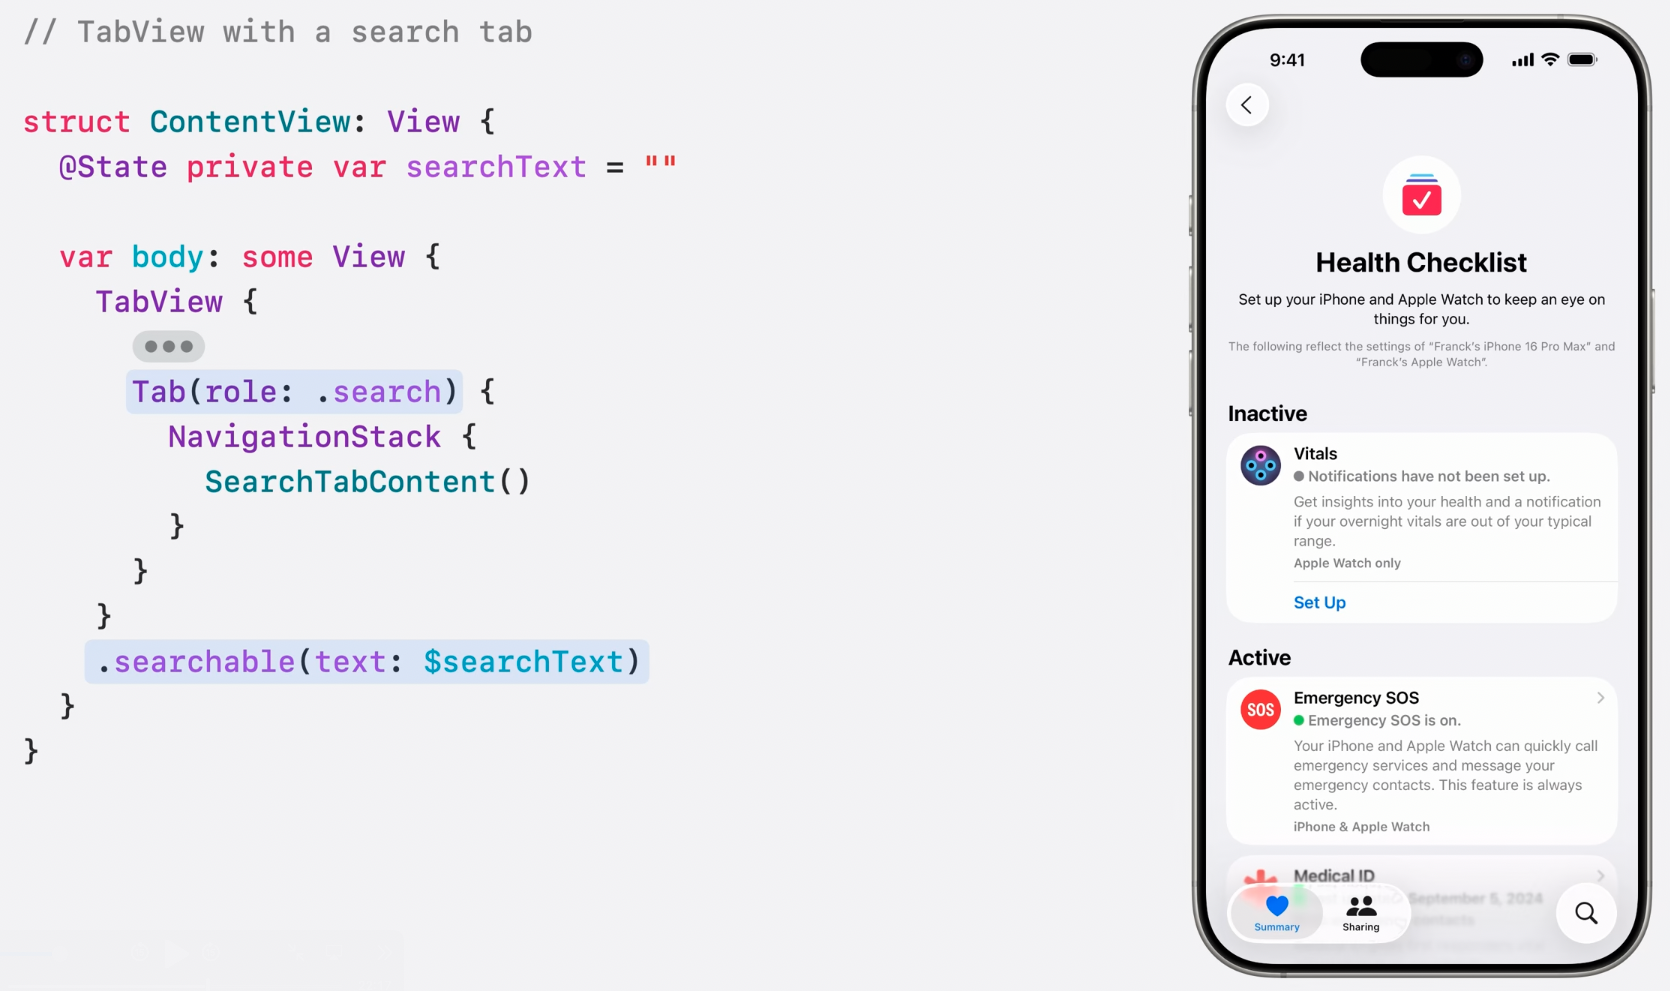 // TabView with a search tab
struct ContentView: View {
@State private var searchText = ""
var body: some View {
TabView {
•••
Tab(role: .search) {
NavigationStack {
SearchTabContent()
}
}
}
.searchable(text: $searchText)
}
}
9:41
Health Checklist
Set up your iPhone and Apple Watch to keep an eye on
things for you.
The following reflect the settings of “Franck’s iPhone 16 Pro Max” and
“Franck’s Apple Watch”.
Inactive
Vitals
Notifications have not been set up.
Get insights into your health and a notification
if your overnight vitals are out of your typical
range.
Apple Watch only
Set Up
Active
SOS
Emergency SOS
Emergency SOS is on.
Your iPhone and Apple Watch can quickly call
emergency services and message your
emergency contacts. This feature is always
active.
iPhone & Apple Watch
Medical ID
September 5, 2024
contacts
Summary
Sharing